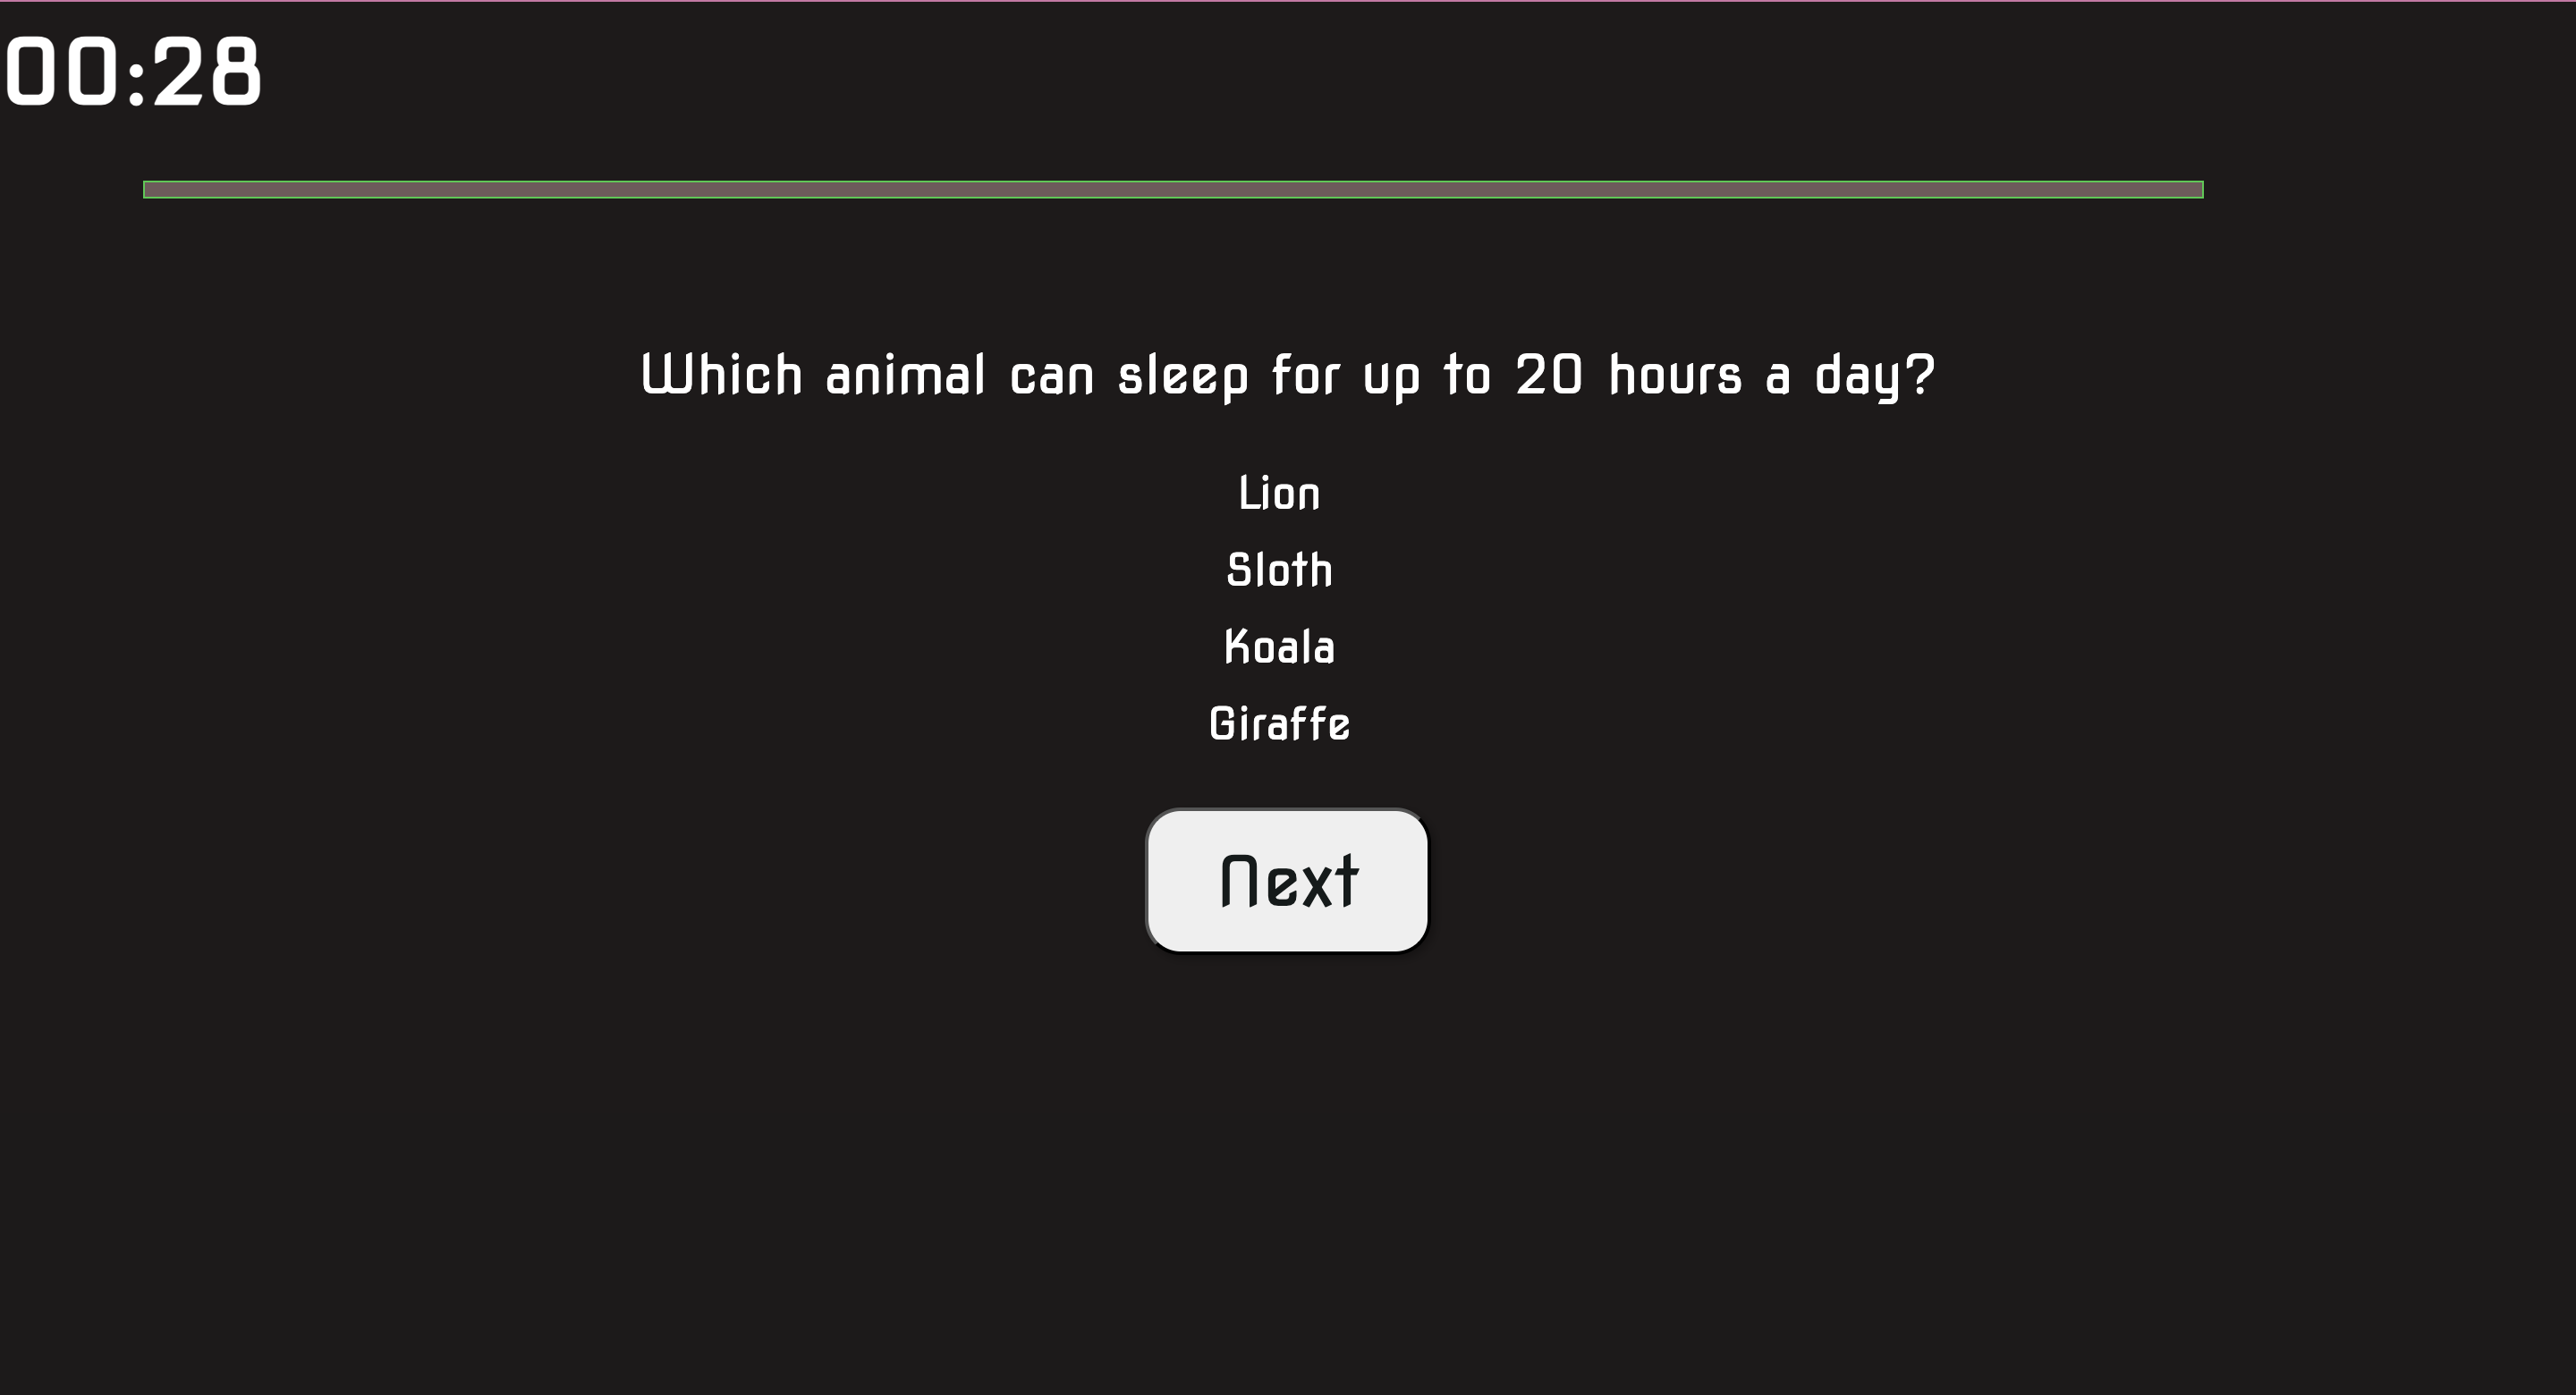 00:28
Which animal can sleep for up to 20 hours a day?
Lion
Sloth
Koala
Giraffe
Next